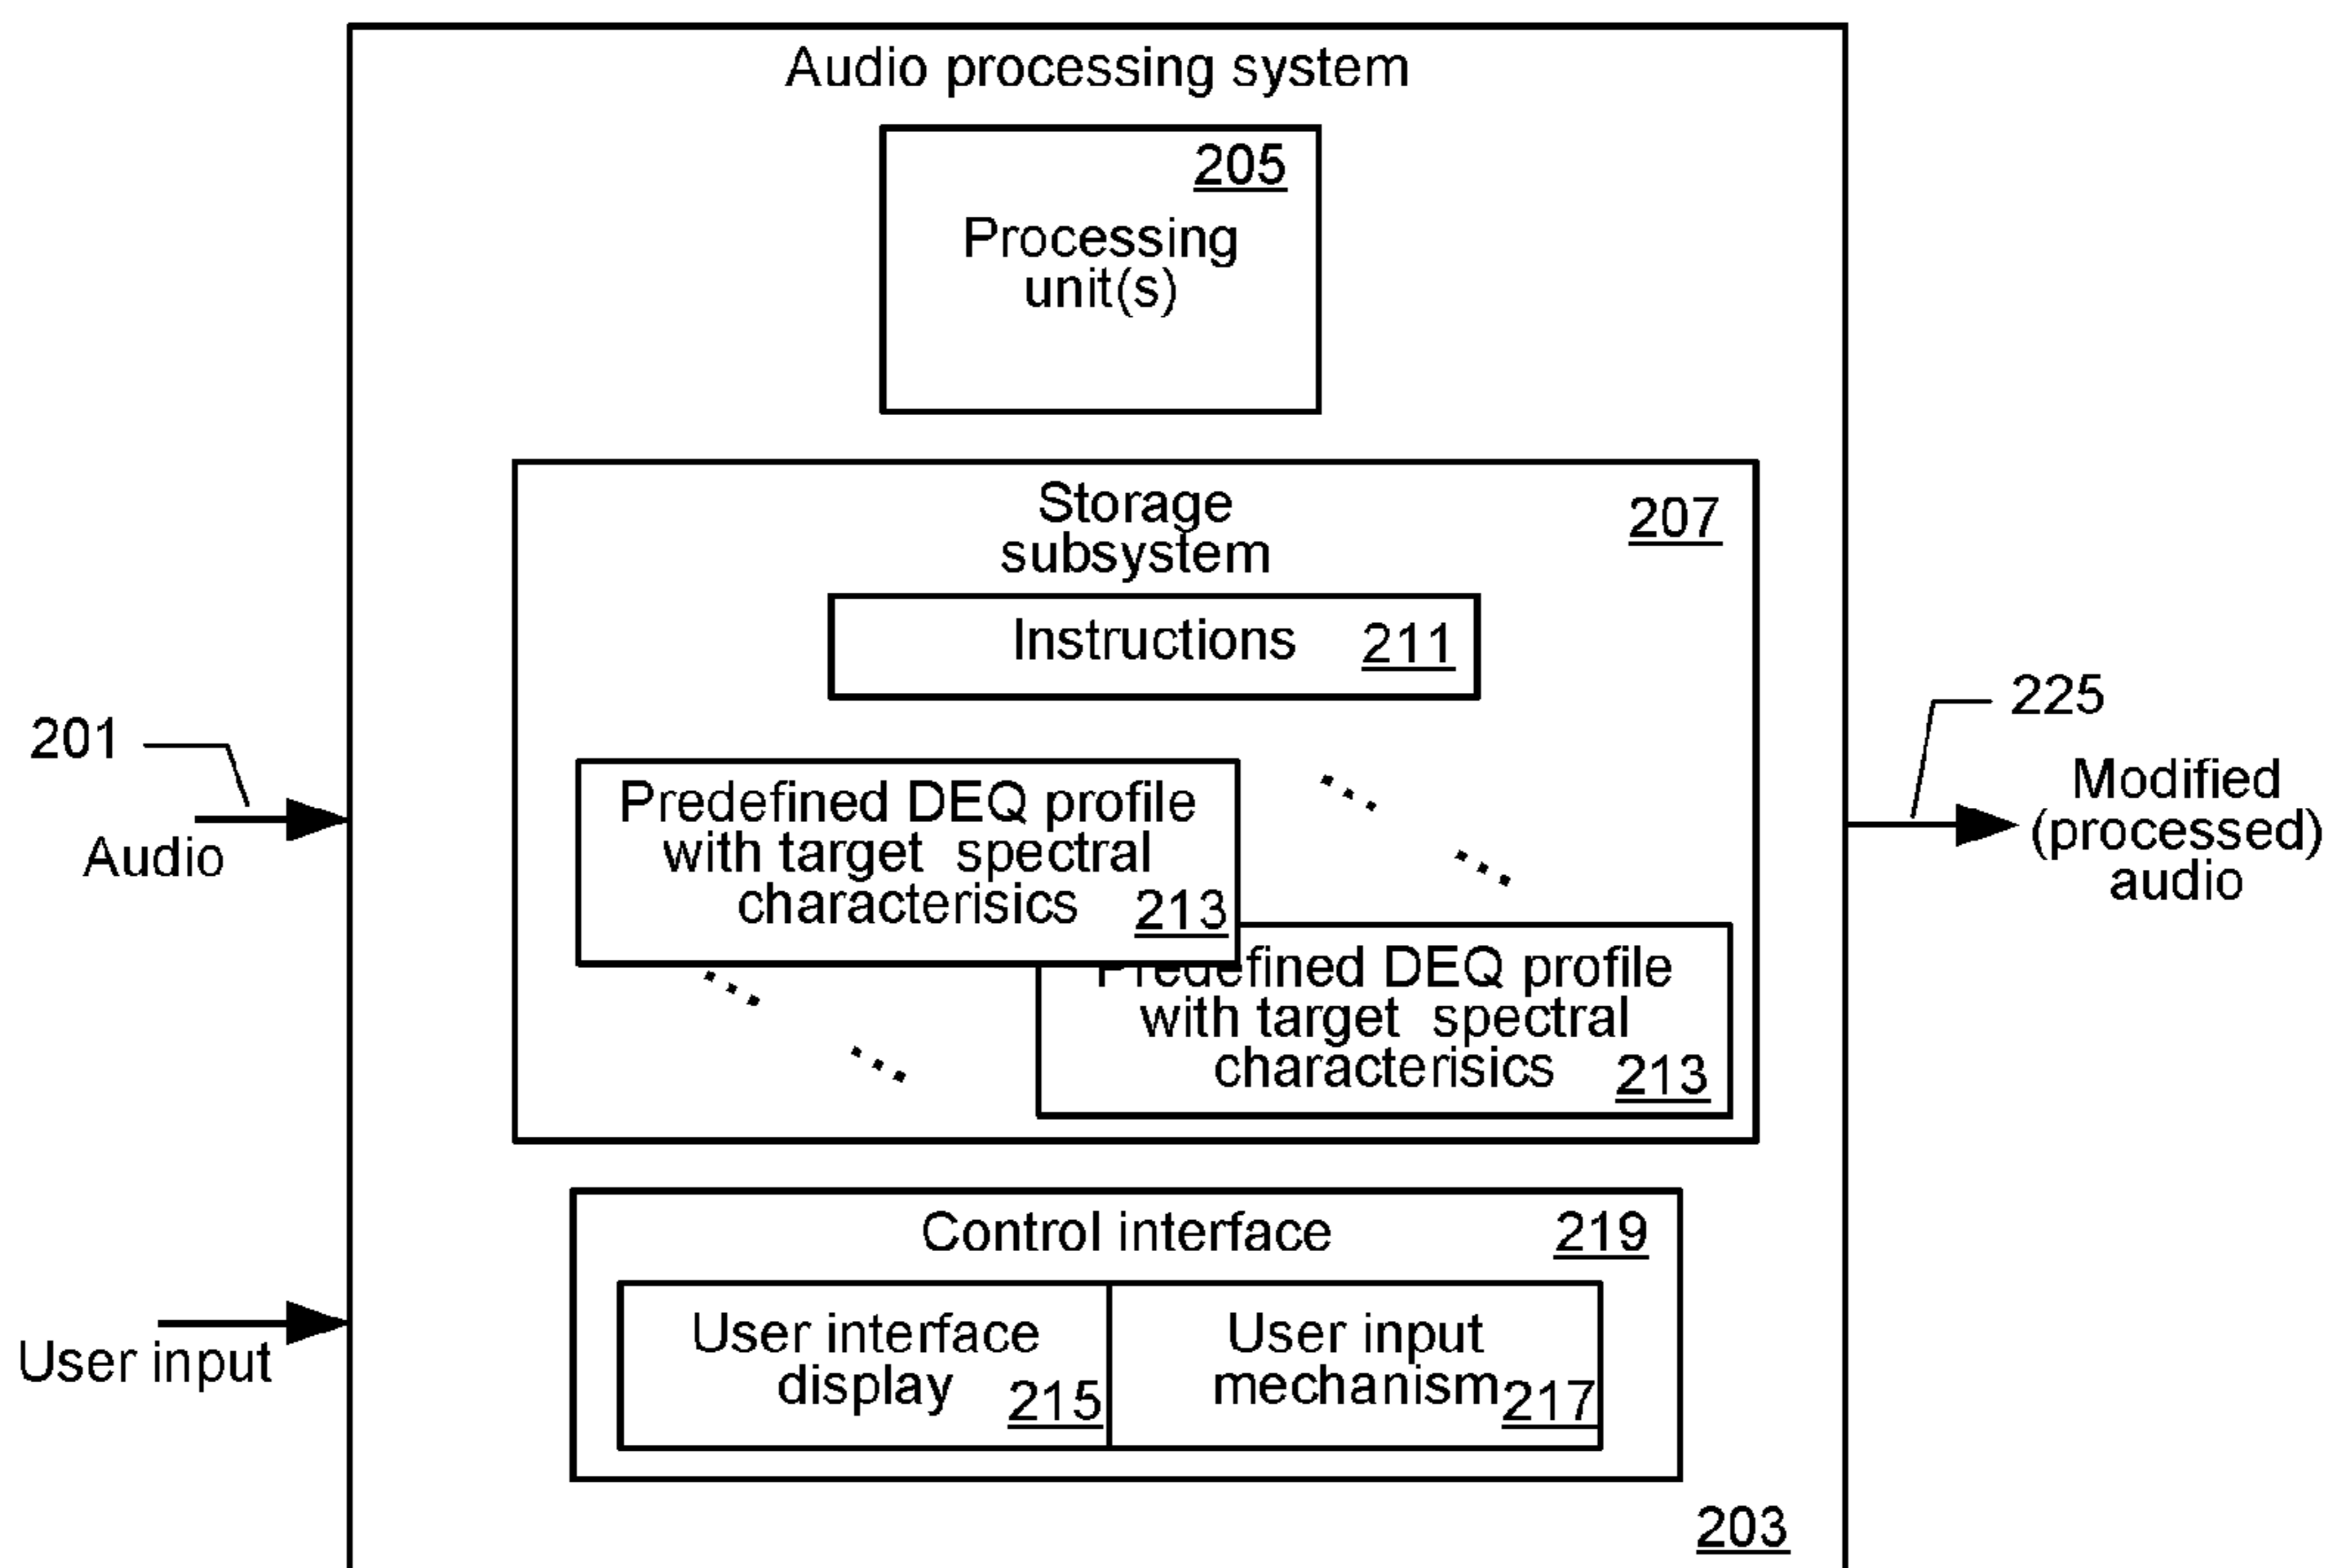 Audio processing system
205
Processing
unit(s)
Storage
subsystem
207
Instructions 211
201
Audio
Predefined DEQ profile
with target spectral
characterisics 213
Predefined DEQ profile
with target spectral
characterisics 213
225
Modified
(processed)
audio
Control interface 219
User interface
display 215
User input
mechanism 217
User input
203